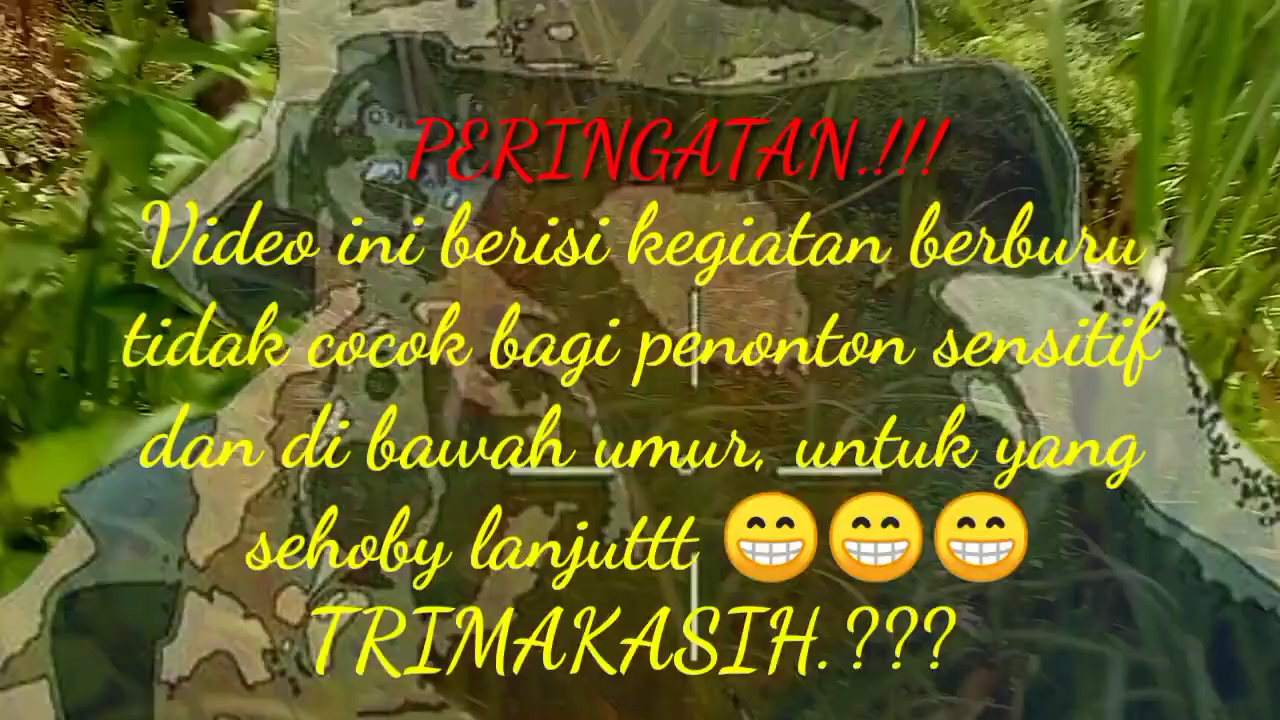 PERINGATAN.!!!
Video ini berisi kegiatan berburu
tidak cocok bagi penonton sensitif
dan di bawah umur, untuk yang
sehoby lanjuttt 😁😁😁
TRIMAKASIH.???